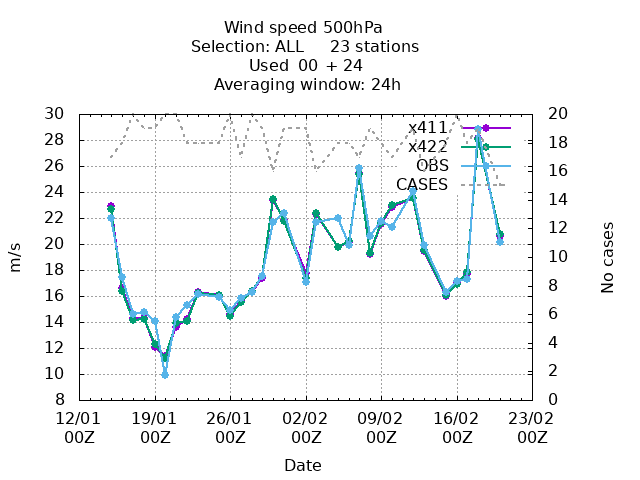 Wind speed 500hPa
Selection: ALL 23 stations
Used 00 + 24
Averaging window: 24h
30 20
28 18
26 16
24 14
22 12
20 10
18 8
16 6
14 4
12 2
10 0
8
m/s
No cases
x411
x422
OBS
CASES
12/01 19/01 26/01 02/02 09/02 16/02 23/02
00Z 00Z 00Z 00Z 00Z 00Z 00Z
Date